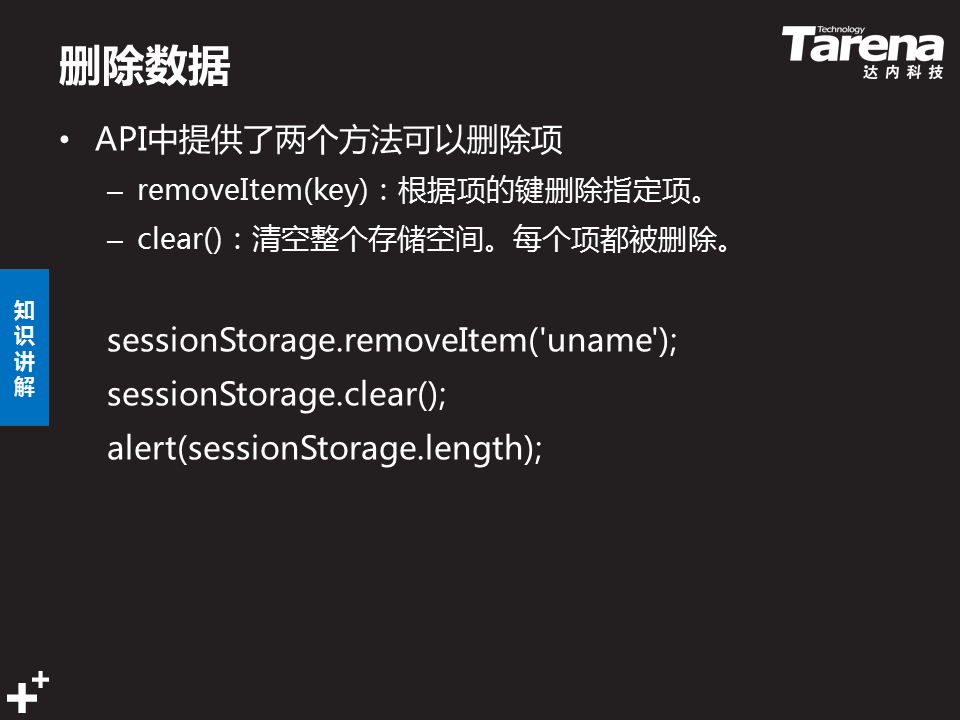 删除数据
Technology
Tarena
达内科技
• API中提供了两个方法可以删除项
– removeItem(key)：根据项的键删除指定项。
– clear()：清空整个存储空间。每个项都被删除。
知识讲解
sessionStorage.removeItem('uname');
sessionStorage.clear();
alert(sessionStorage.length);